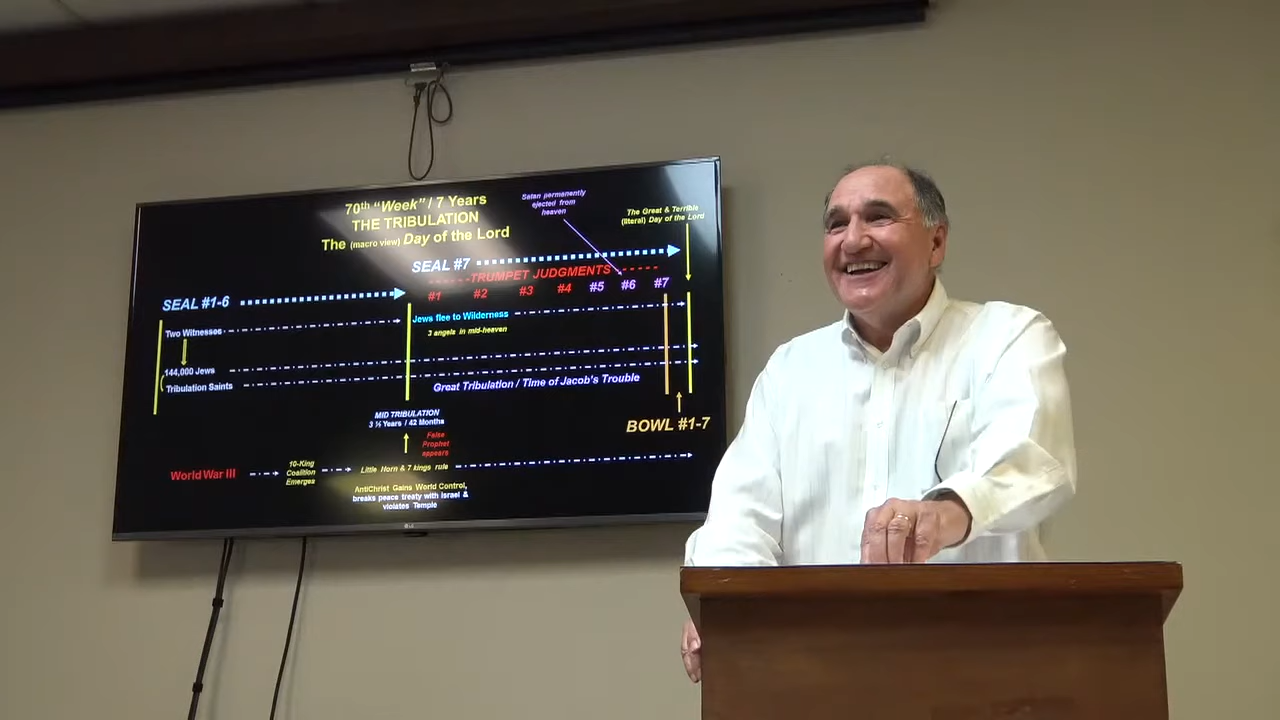 70th "Week" / 7 Years
THE TRIBULATION
The (macro view) Day of the Lord
Satan permanently
ejected from
heaven
The Great & Terrible
(literal) Day of the Lord
SEAL #7
TRUMPET JUDGMENTS
#1 #2 #3 #4 #5 #6 #7
SEAL #1-6
Jews flee to Wilderness
3 angels in mid-heaven
Two Witnesses
144,000 Jews
Tribulation Saints
Great Tribulation / Time of Jacob's Trouble
MID TRIBULATION
3 ½ Years / 42 Months
BOWL #1-7
False
Prophet
appears
World War III
10-King
Coalition
Emerges
Little Horn & 7 kings rule
AntiChrist Gains World Control,
breaks peace treaty with Israel &
violates Temple
LG